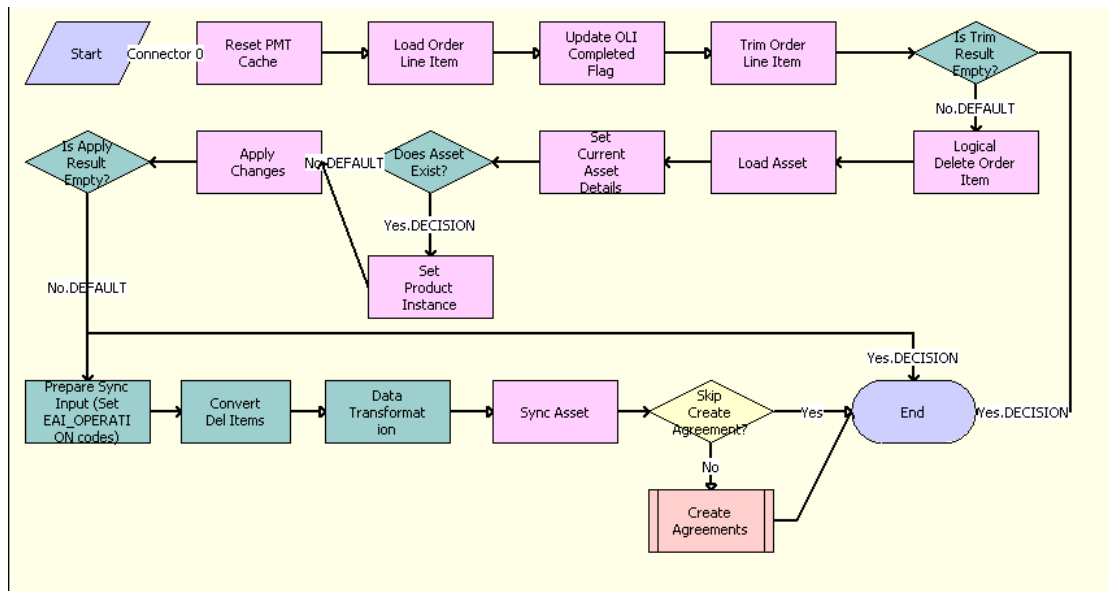 Start
Connector 0
Reset PMT
Cache
Load Order
Line Item
Update OLI
Completed
Flag
Trim Order
Line Item
Is Trim
Result
Empty?
No.DEFAULT
Is Apply
Result
Empty?
Apply
Changes
No.DEFAULT
Does Asset
Exist?
Set
Current
Asset
Details
Load Asset
Logical
Delete Order
Item
Yes.DECISION
Set
Product
Instance
No.DEFAULT
Yes.DECISION
Prepare Sync
Input (Set
EAI_OPERATI
ON codes)
Convert
Del Items
Data
Transformat
ion
Sync Asset
Skip
Create
Agreement?
Yes
End
Yes.DECISION
No
Create
Agreements